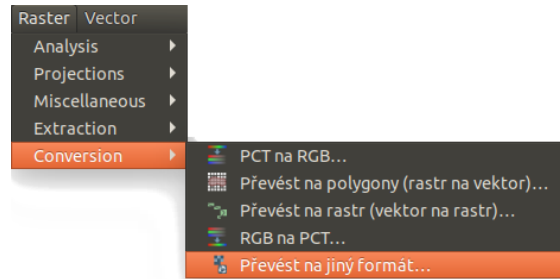 Raster Vector
Analysis
Projections
Miscellaneous
Extraction
Conversion
PCT na RGB...
Převést na polygony (rastr na vektor)...
Převést na rastr (vektor na rastr)...
RGB na PCT...
Převést na jiný formát...